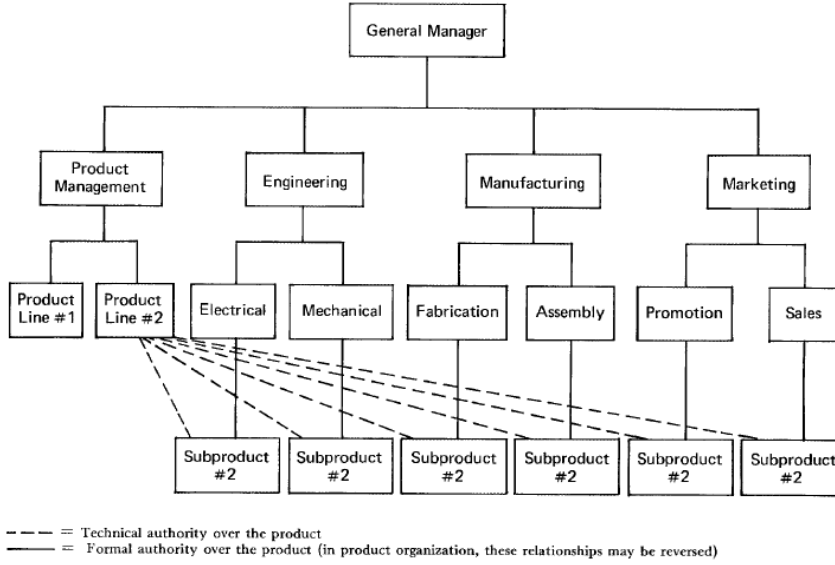 General Manager
Product
Management
Engineering
Manufacturing
Marketing
Product
Line #1
Product
Line #2
Electrical
Mechanical
Fabrication
Assembly
Promotion
Sales
Subproduct
#2
Subproduct
#2
Subproduct
#2
Subproduct
#2
Subproduct
#2
Subproduct
#2
= Technical authority over the product
= Formal authority over the product (in product organization, these relationships may be reversed)